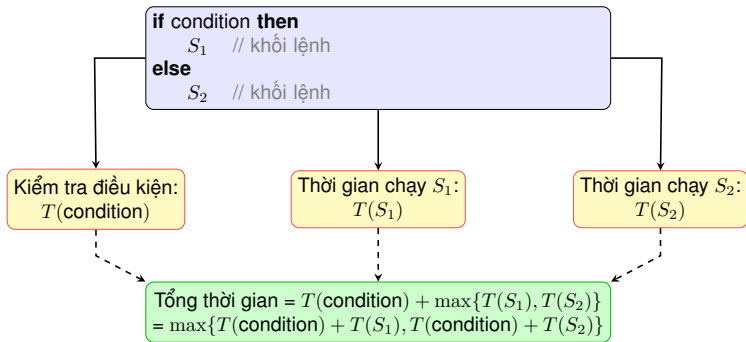 if condition then
S₁ // khối lệnh
else
S₂ // khối lệnh
Kiểm tra điều kiện:
T(condition)
Thời gian chạy S₁:
T(S₁)
Thời gian chạy S₂:
T(S₂)
Tổng thời gian = T(condition) + max{T(S₁), T(S₂)}
= max{T(condition) + T(S₁), T(condition) + T(S₂)}